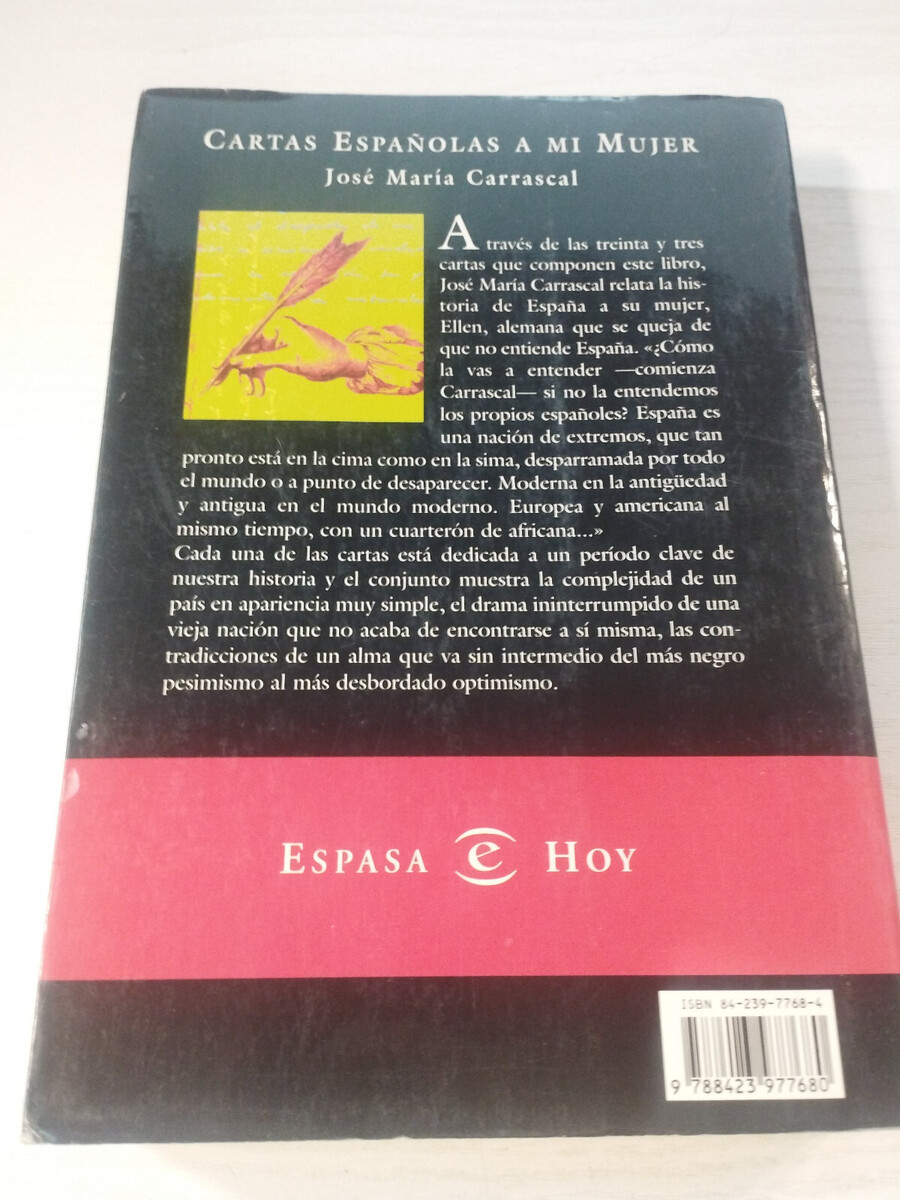 CARTAS ESPAÑOLAS A MI MUJER
José María Carrascal
A través de las treinta y tres
cartas que componen este libro,
José María Carrascal relata la his-
toria de España a su mujer,
Ellen, alemana que se queja de
que no entiende España. «¿Cómo
la vas a entender —comienza
Carrascal— si no la entendemos
los propios españoles? España es
una nación de extremos, que tan
pronto está en la cima como en la sima, desparramada por todo
el mundo o a punto de desaparecer. Moderna en la antigüedad
y antigua en el mundo moderno. Europea y americana al
mismo tiempo, con un cuarterón de africana...»
Cada una de las cartas está dedicada a un período clave de
nuestra historia y el conjunto muestra la complejidad de un
país en apariencia muy simple, el drama ininterrumpido de una
vieja nación que no acaba de encontrarse a sí misma, las con-
tradicciones de un alma que va sin intermedio del más negro
pesimismo al más desbordado optimismo.
ESPASA e HOY
ISBN 84-239-7768-4
9 788423 977680